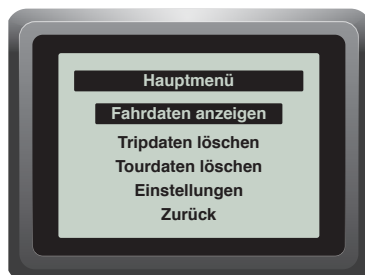 Hauptmenü
Fahrdaten anzeigen
Tripdaten löschen
Tourdaten löschen
Einstellungen
Zurück